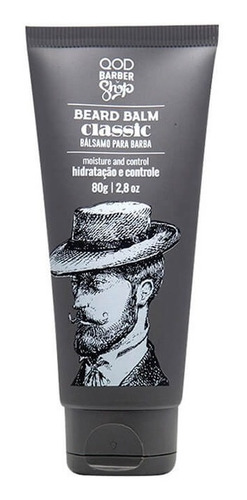 QOD
BARBER
Shop
BEARD BALM
classic
BÁLSAMO PARA BARBA
moisture and control
hidratação e controle
80g | 2,8 oz